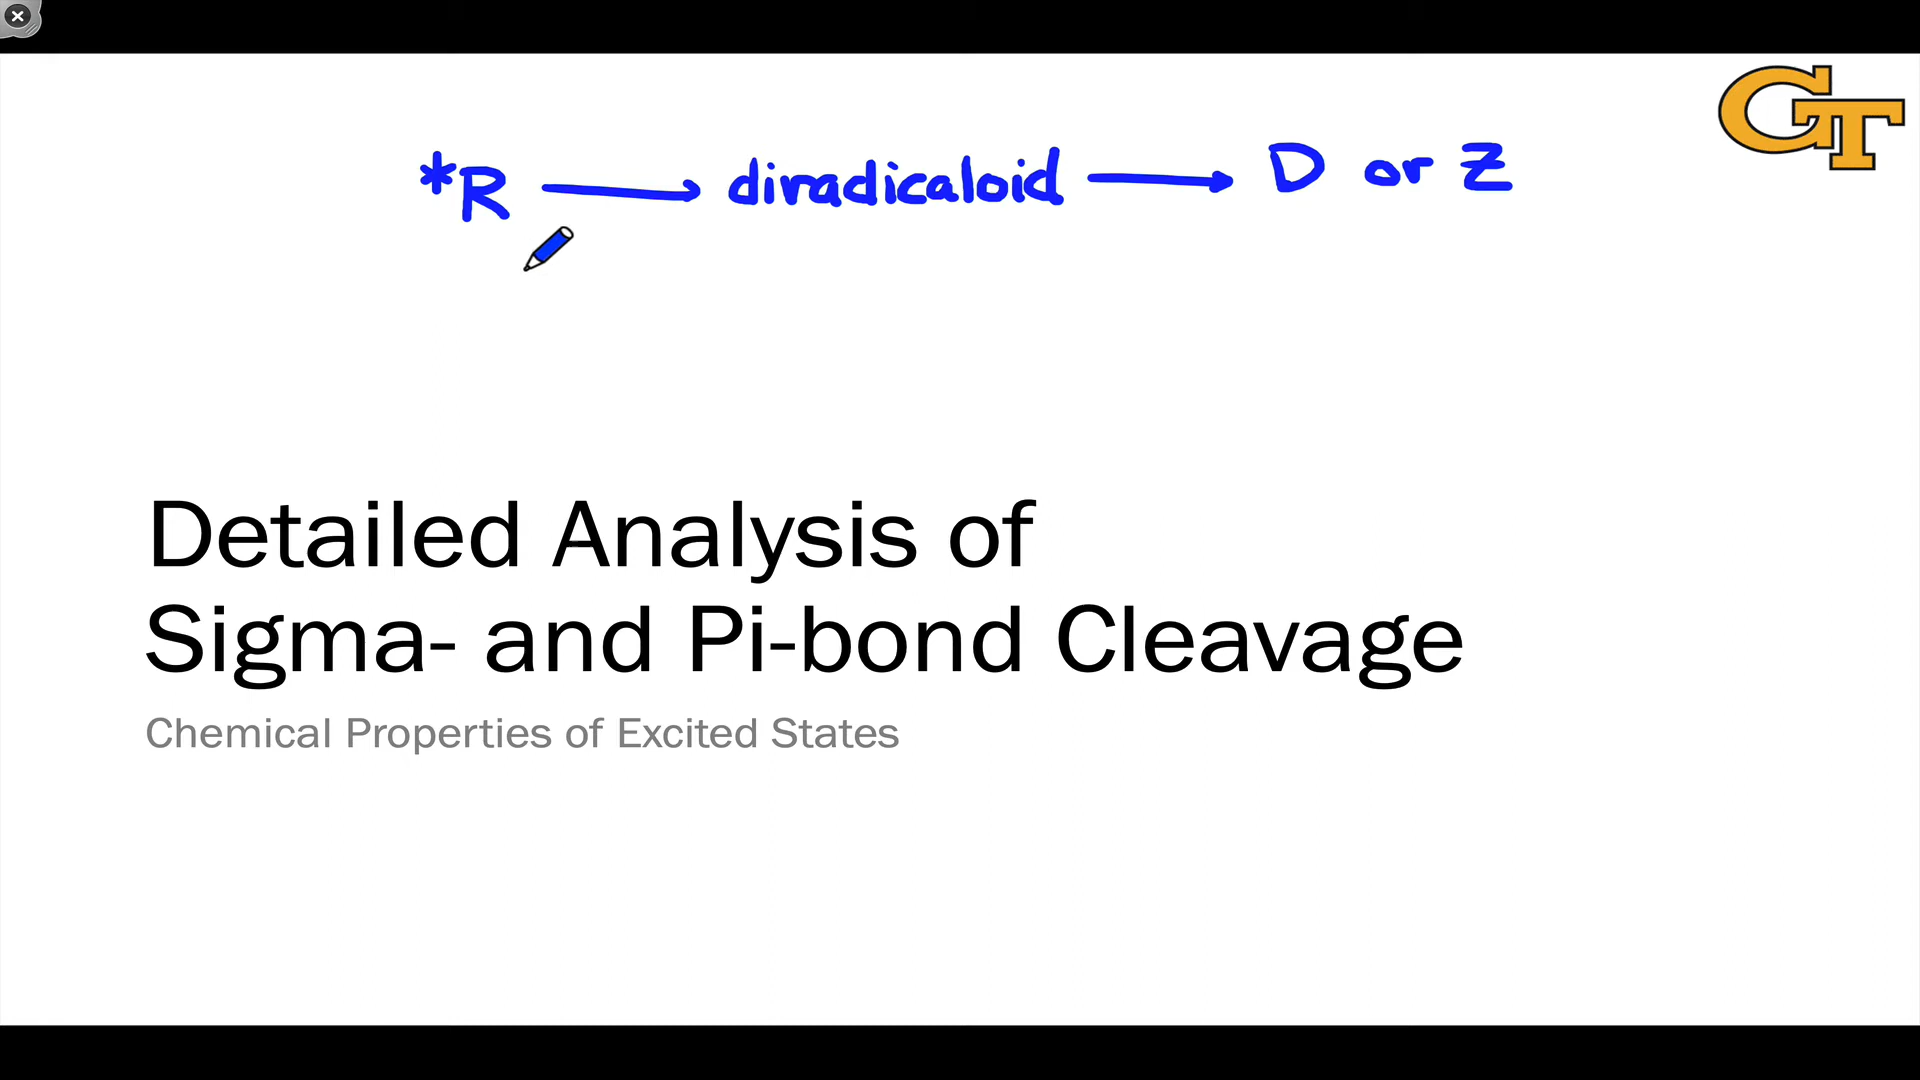 GT
*R → diradicaloid → D or Z
Detailed Analysis of
Sigma- and Pi-bond Cleavage
Chemical Properties of Excited States